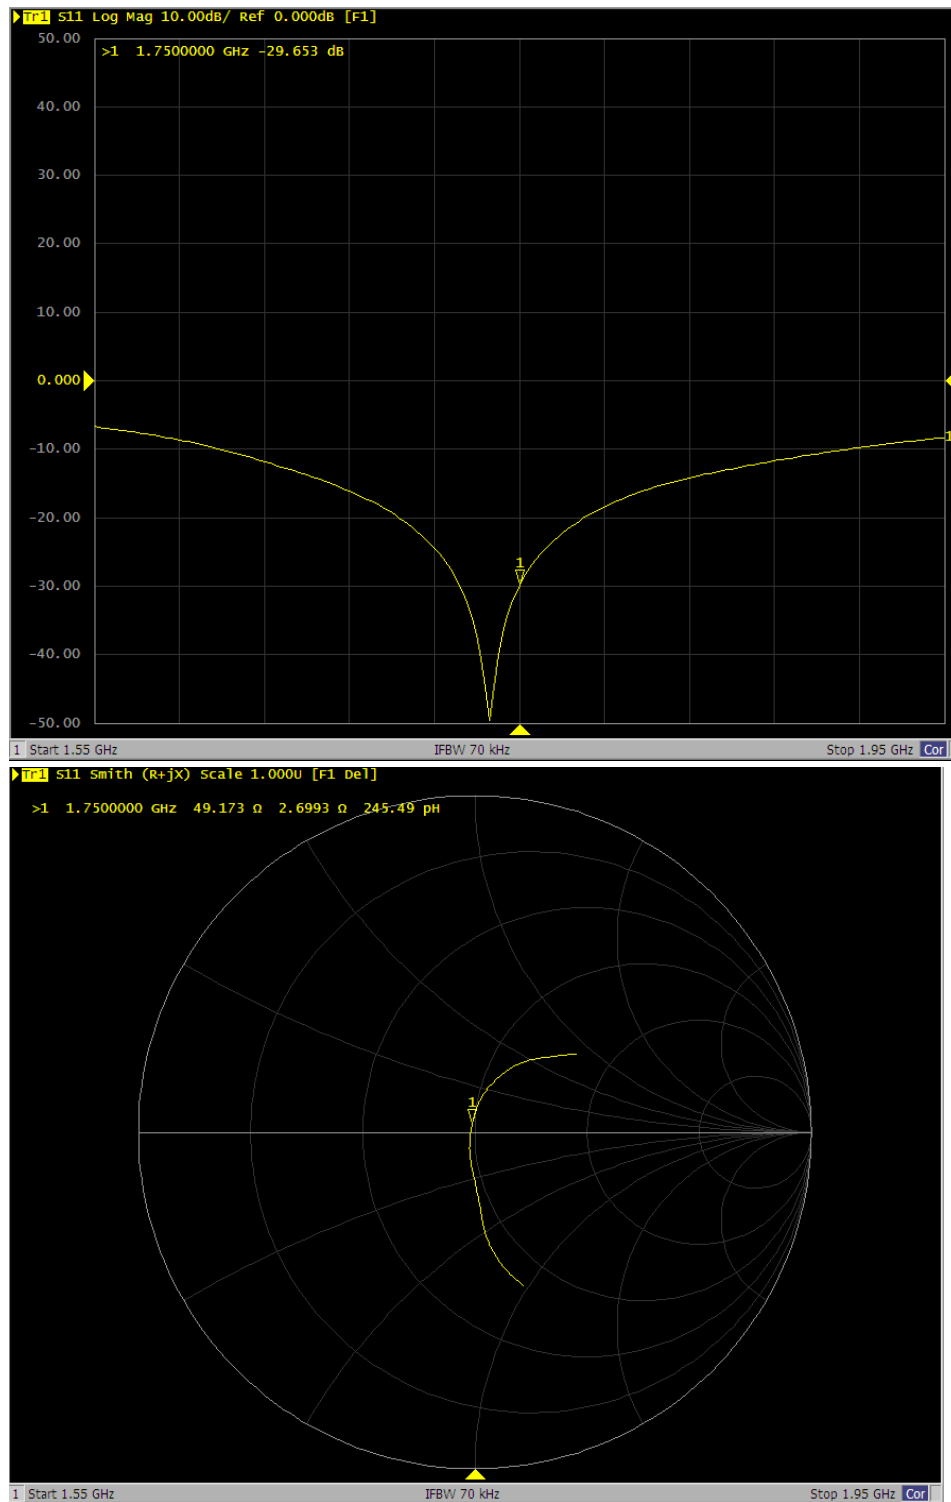 Tr1 S11 Log Mag 10.00dB/ Ref 0.000dB [F1]
50.00
>1 1.7500000 GHz -29.653 dB
40.00
30.00
20.00
10.00
0.000
-10.00
1
-20.00
1
-30.00
-40.00
-50.00
1 Start 1.55 GHz IFBW 70 kHz Stop 1.95 GHz Cor
Tr1 S11 Smith (R+jX) Scale 1.000U [F1 Del]
>1 1.7500000 GHz 49.173 Ω 2.6993 Ω 245.49 pH
1
1 Start 1.55 GHz IFBW 70 kHz Stop 1.95 GHz Cor